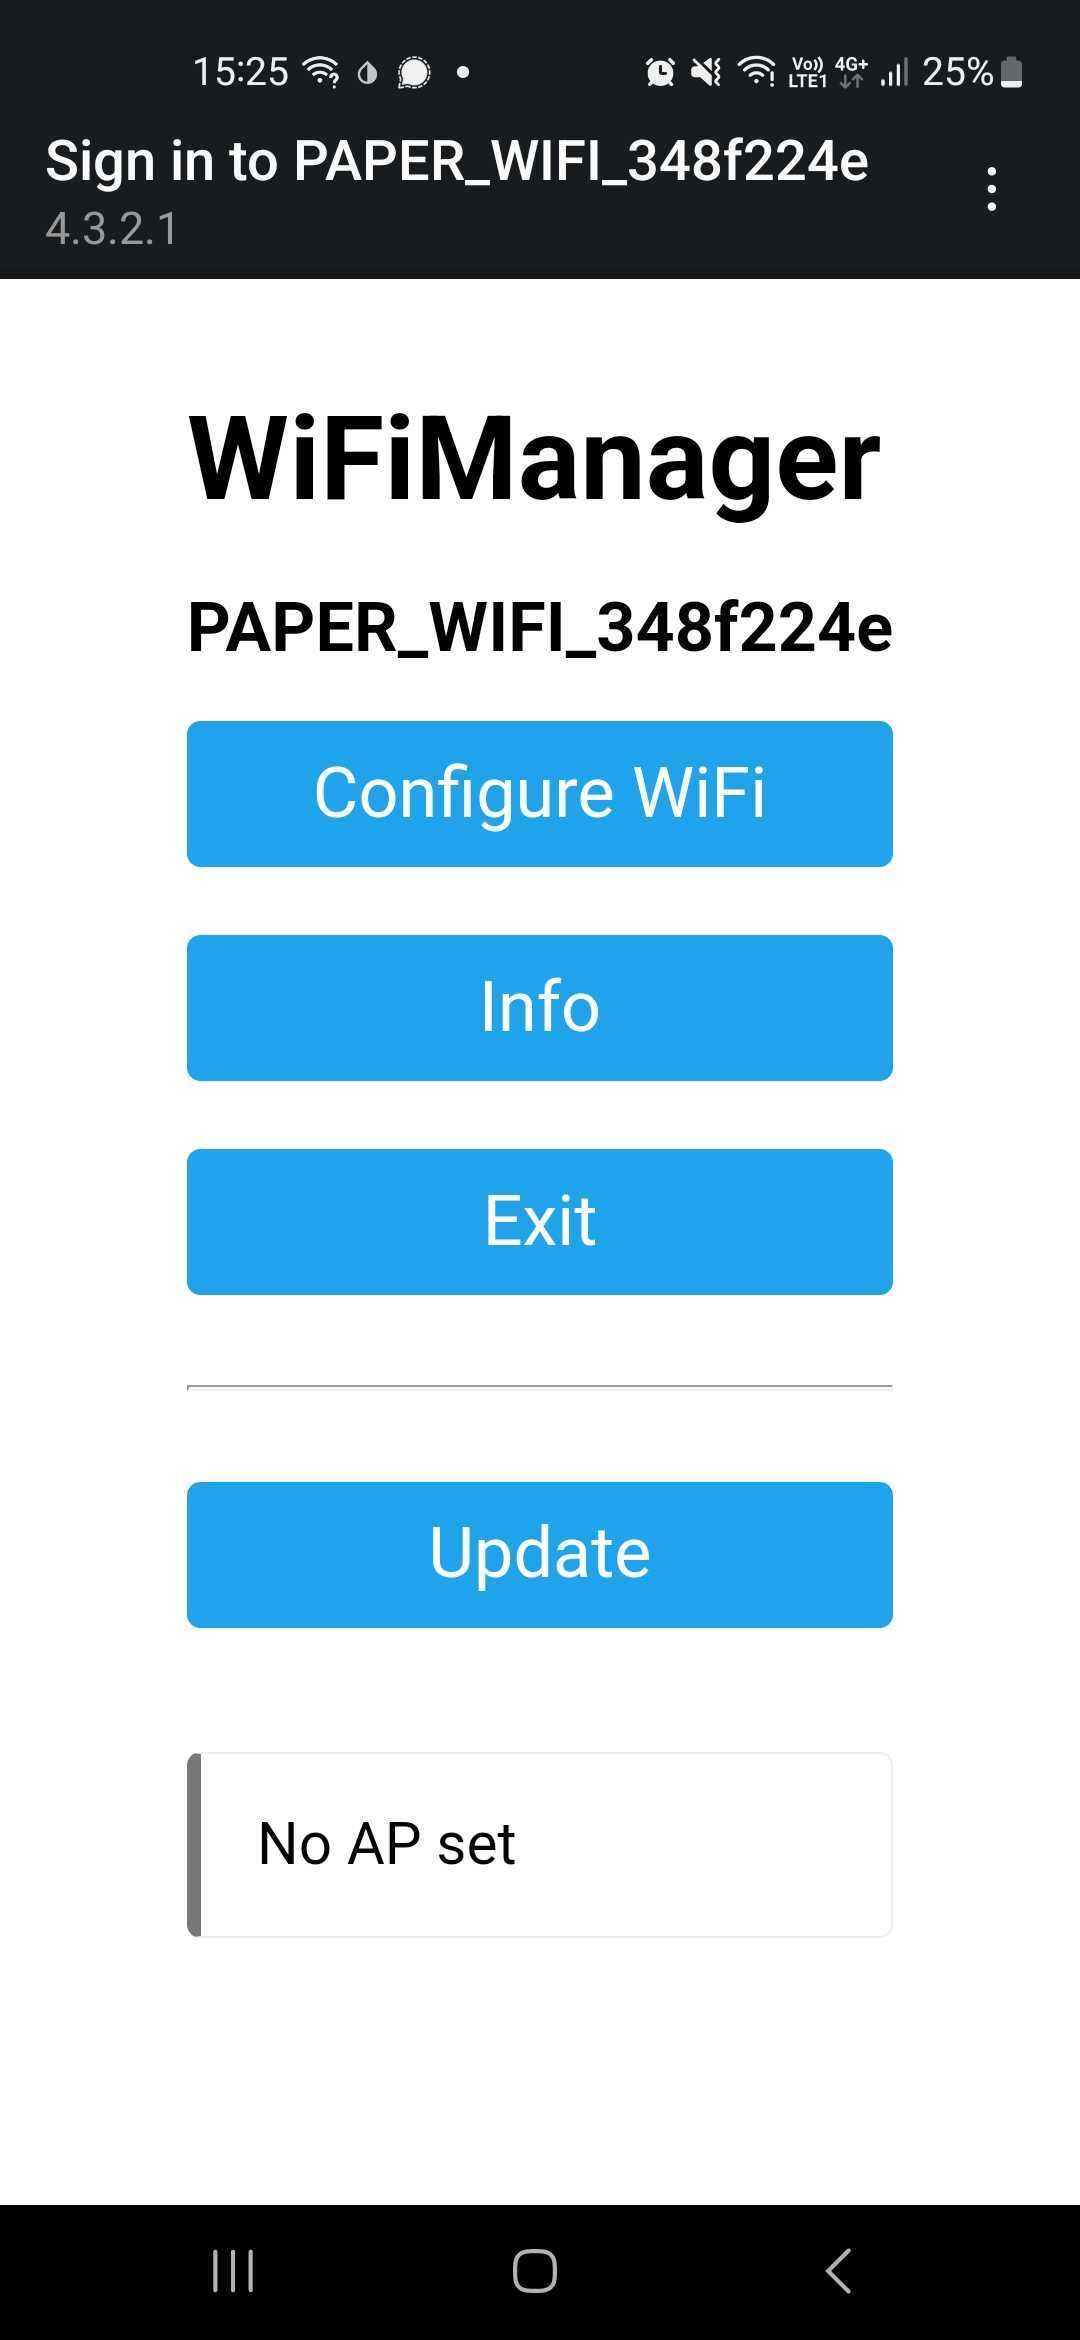 15:25
Vo)) LTE1 4G+ 25%
Sign in to PAPER_WIFI_348f224e
4.3.2.1
WiFiManager
PAPER_WIFI_348f224e
Configure WiFi
Info
Exit
Update
No AP set